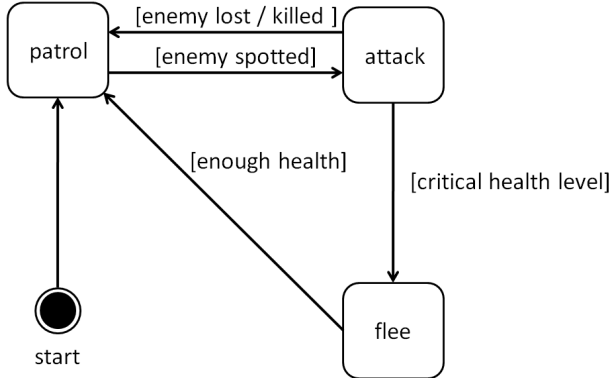 [enemy lost / killed ]
patrol
[enemy spotted]
attack
[enough health]
[critical health level]
flee
start